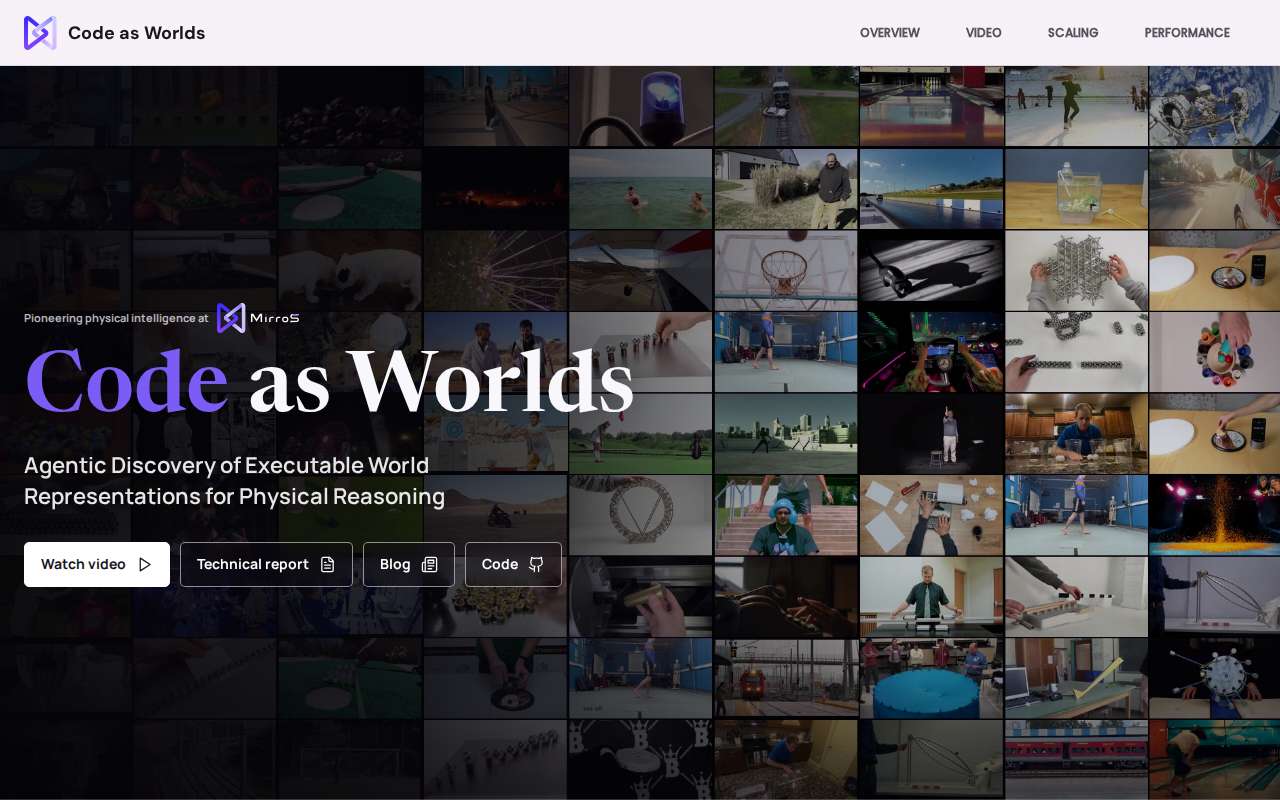 Code as Worlds
OVERVIEW
VIDEO
SCALING
PERFORMANCE
Pioneering physical intelligence at MirroS
Code as Worlds
Agentic Discovery of Executable World
Representations for Physical Reasoning
Watch video
Technical report
Blog
Code
B
B
B